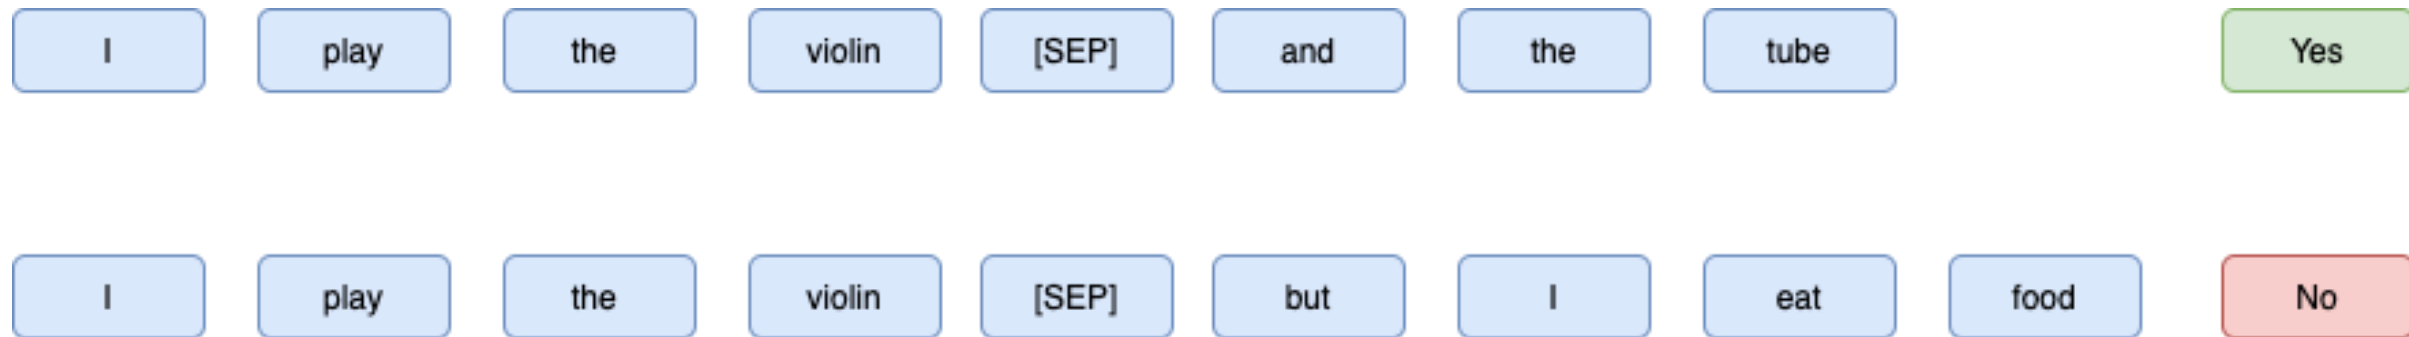 I play the violin [SEP] and the tube Yes
I play the violin [SEP] but I eat food No